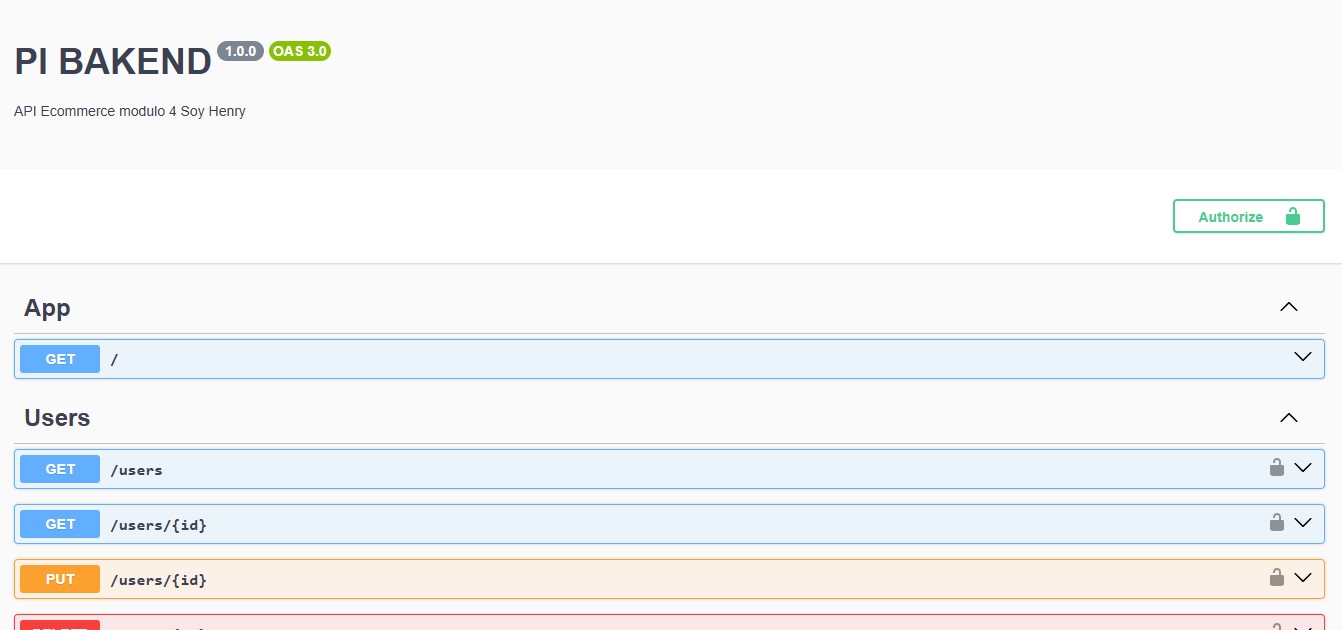 PI BAKEND 1.0.0 OAS 3.0
API Ecommerce modulo 4 Soy Henry
Authorize
App
GET /
Users
GET /users
GET /users/{id}
PUT /users/{id}